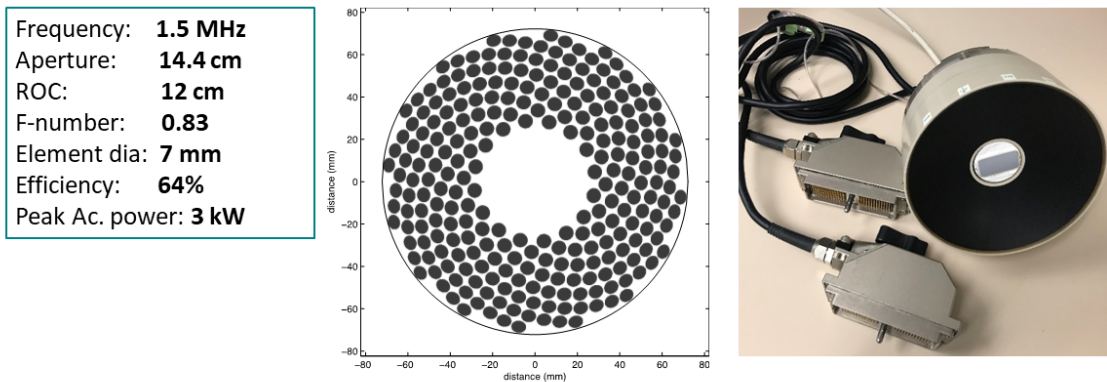 Frequency: 1.5 MHz
Aperture: 14.4 cm
ROC: 12 cm
F-number: 0.83
Element dia: 7 mm
Efficiency: 64%
Peak Ac. power: 3 kW
80
60
40
20
0
−20
−40
−60
−80
distance (mm)
−80 −60 −40 −20 0 20 40 60 80
distance (mm)